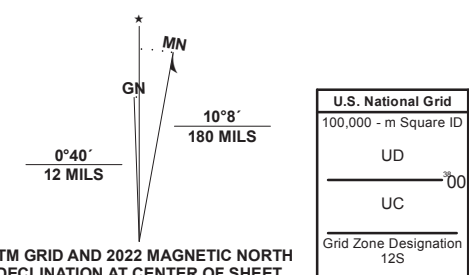 ★
MN
GN
10°8´
180 MILS
0°40´
12 MILS
TM GRID AND 2022 MAGNETIC NORTH
DECLINATION AT CENTER OF SHEET
U.S. National Grid
100,000 - m Square ID
UD
3800
UC
Grid Zone Designation
12S